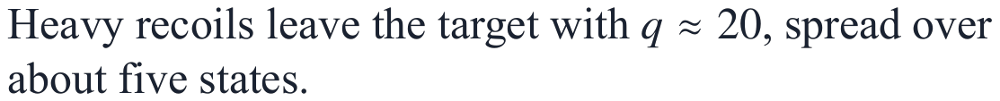 Heavy recoils leave the target with q ≈ 20, spread over
about five states.